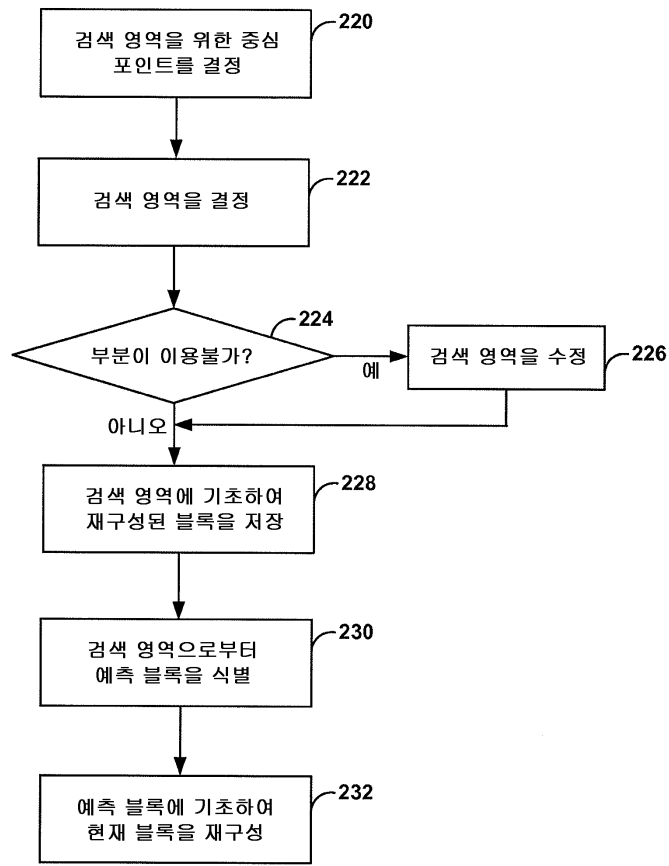 검색 영역을 위한 중심
포인트를 결정
220
검색 영역을 결정
222
부분이 이용불가?
224
예
검색 영역을 수정
226
아니오
검색 영역에 기초하여
재구성된 블록을 저장
228
검색 영역으로부터
예측 블록을 식별
230
예측 블록에 기초하여
현재 블록을 재구성
232